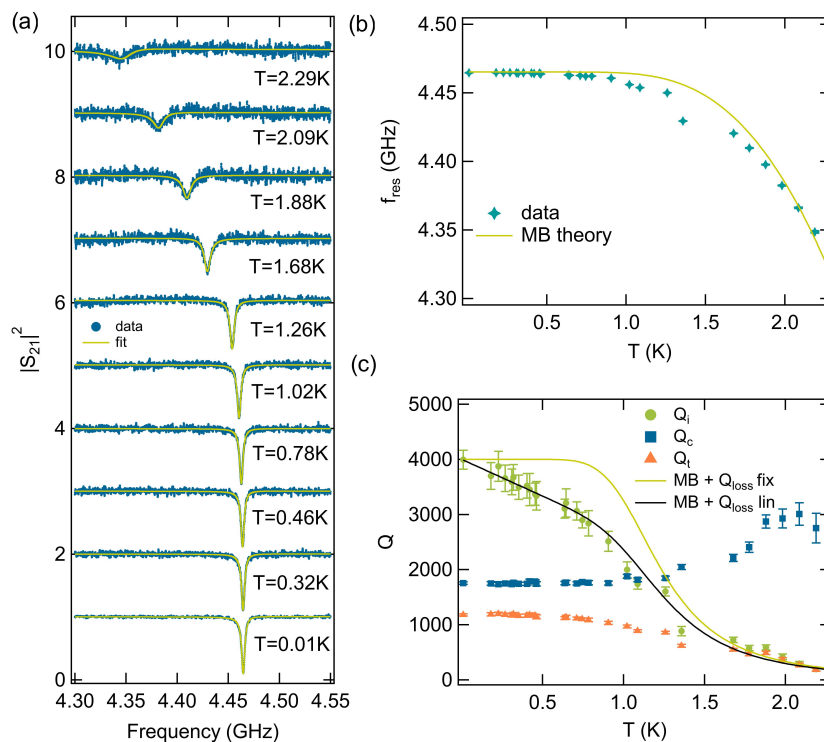 (a)
10
8
6
4
2
0
|S21|²
T=2.29K
T=2.09K
T=1.88K
T=1.68K
T=1.26K
data
fit
T=1.02K
T=0.78K
T=0.46K
T=0.32K
T=0.01K
4.30 4.40 4.50 4.55
Frequency (GHz)
(b)
4.50
4.45
4.40
4.35
4.30
fres (GHz)
data
MB theory
0.5 1.0 1.5 2.0
T (K)
(c)
5000
4000
3000
2000
1000
0
Q
Qi
Qc
Qt
MB + Qloss fix
MB + Qloss lin
0.5 1.0 1.5 2.0
T (K)